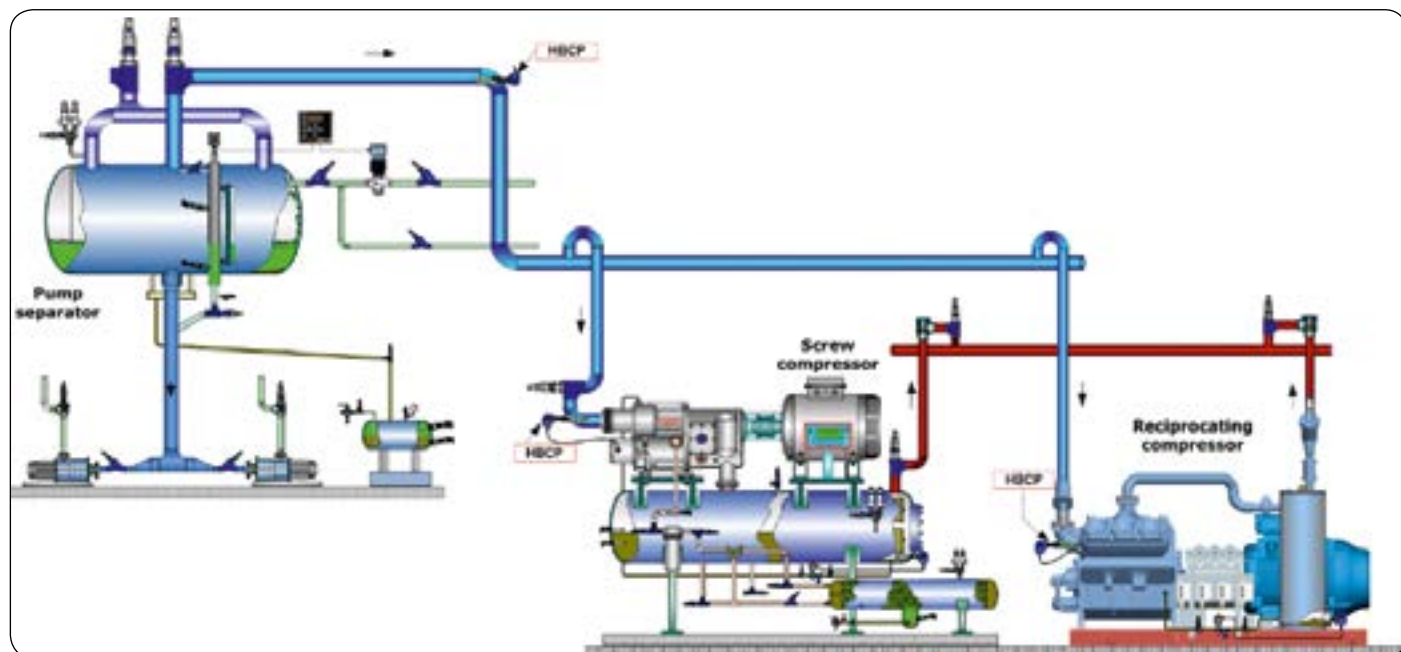 HBCP
Pump
separator
Screw
compressor
Reciprocating
compressor
HBCP
HBCP